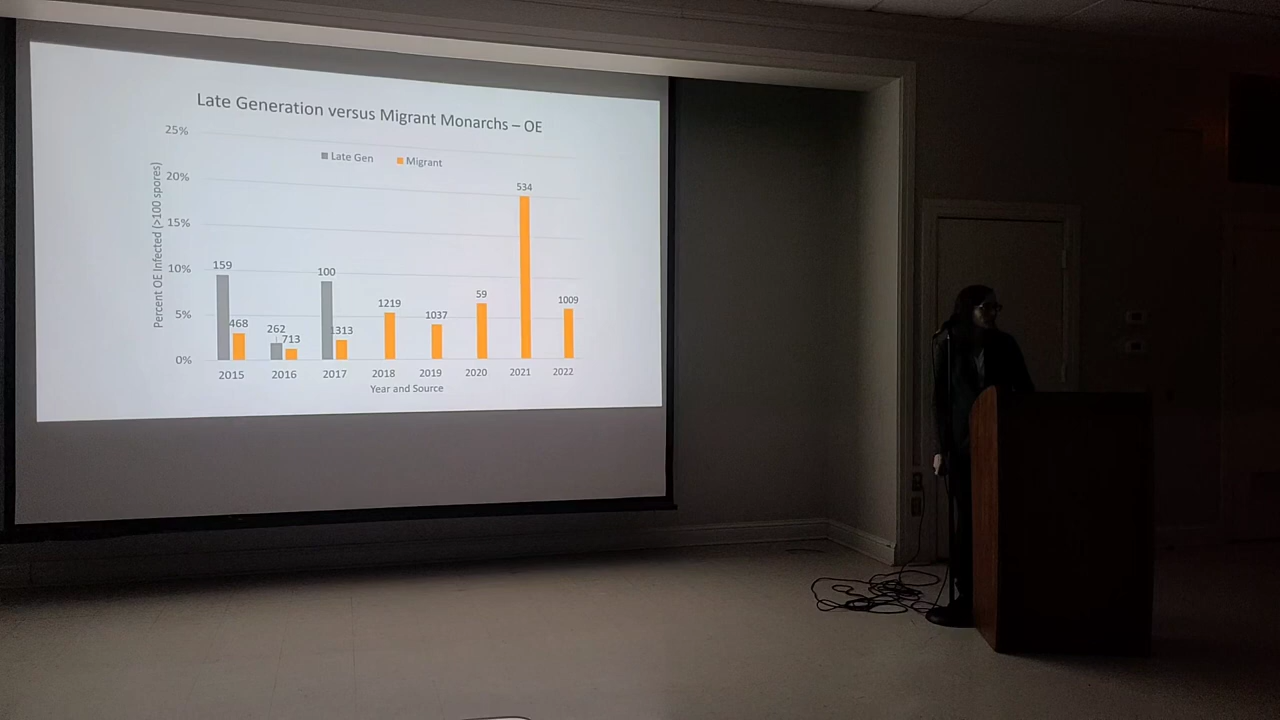 Late Generation versus Migrant Monarchs – OE
25%
Late Gen
Migrant
20%
15%
10%
5%
0%
Percent OE Infected (>100 spores)
159
468
262
713
100
1313
1219
1037
59
534
1009
2015 2016 2017 2018 2019 2020 2021 2022
Year and Source